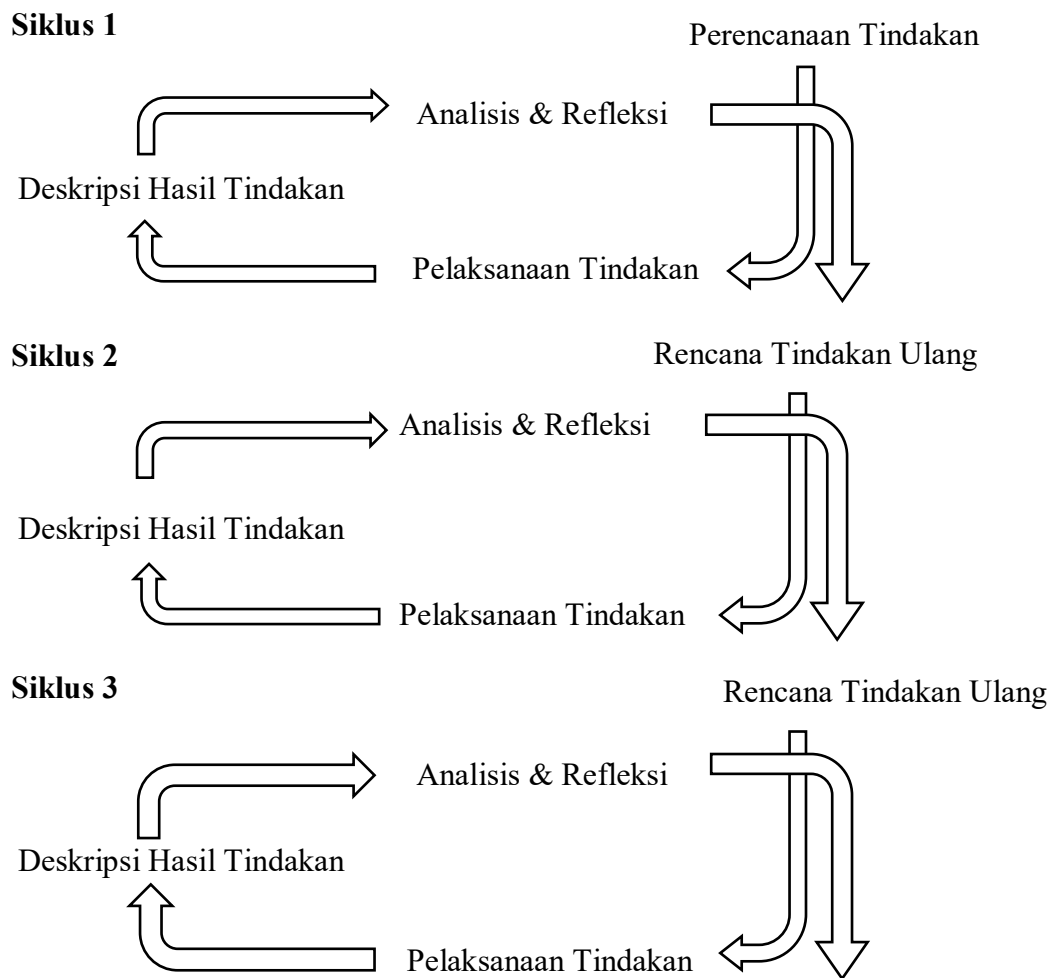 Siklus 1
Perencanaan Tindakan
Analisis & Refleksi
Deskripsi Hasil Tindakan
Pelaksanaan Tindakan
Siklus 2
Rencana Tindakan Ulang
Analisis & Refleksi
Deskripsi Hasil Tindakan
Pelaksanaan Tindakan
Siklus 3
Rencana Tindakan Ulang
Analisis & Refleksi
Deskripsi Hasil Tindakan
Pelaksanaan Tindakan